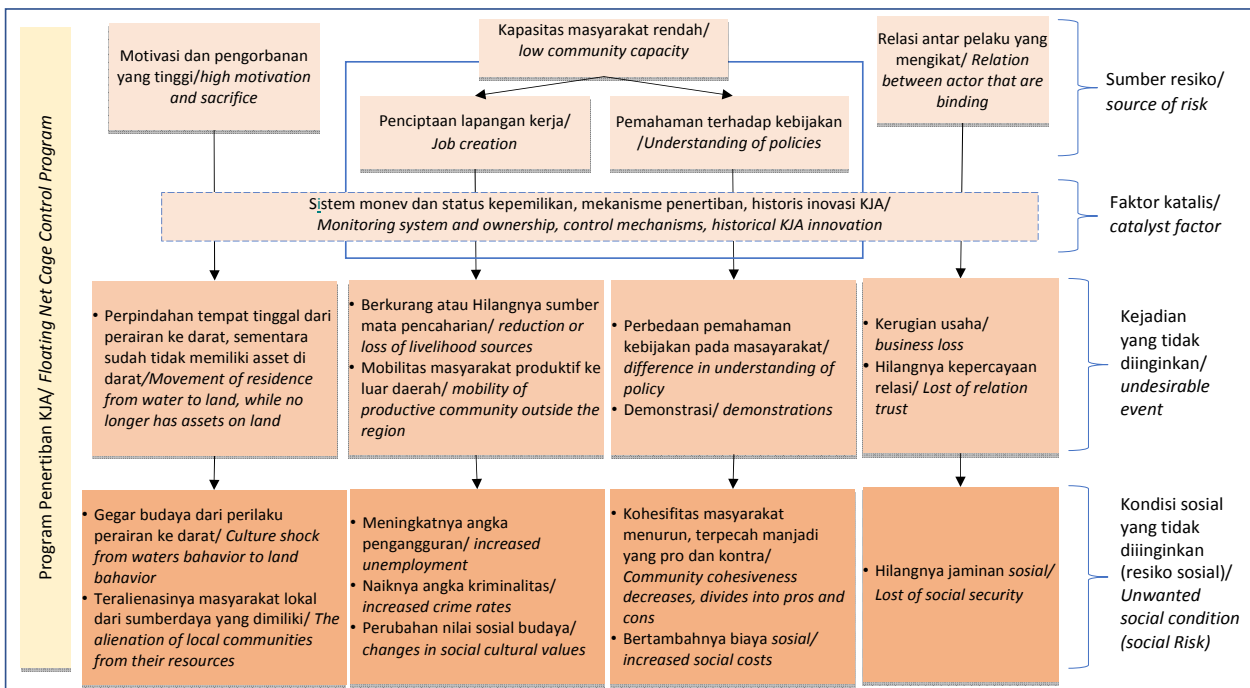 Program Penertiban KJA/ Floating Net Cage Control Program
Motivasi dan pengorbanan
yang tinggi/high motivation
and sacrifice
Kapasitas masyarakat rendah/
low community capacity
Penciptaan lapangan kerja/
Job creation
Pemahaman terhadap kebijakan
/Understanding of policies
Relasi antar pelaku yang
mengikat/ Relation
between actor that are
binding
Sumber resiko/
source of risk
Sistem monev dan status kepemilikan, mekanisme penertiban, historis inovasi KJA/
Monitoring system and ownership, control mechanisms, historical KJA innovation
Faktor katalis/
catalyst factor
• Perpindahan tempat tinggal dari
perairan ke darat, sementara
sudah tidak memiliki asset di
darat/Movement of residence
from water to land, while no
longer has assets on land
• Berkurang atau Hilangnya sumber
mata pencaharian/ reduction or
loss of livelihood sources
• Mobilitas masyarakat produktif ke
luar daerah/ mobility of
productive community outside the
region
• Perbedaan pemahaman
kebijakan pada masayarakat/
difference in understanding of
policy
• Demonstrasi/ demonstrations
• Kerugian usaha/
business loss
• Hilangnya kepercayaan
relasi/ Lost of relation
trust
Kejadian
yang tidak
diinginkan/
undesirable
event
• Gegar budaya dari perilaku
perairan ke darat/ Culture shock
from waters bahavior to land
bahavior
• Teralienasinya masyarakat lokal
dari sumberdaya yang dimiliki/ The
alienation of local communities
from their resources
• Meningkatnya angka
pengangguran/ increased
unemployment
• Naiknya angka kriminalitas/
increased crime rates
• Perubahan nilai sosial budaya/
changes in social cultural values
• Kohesifitas masyarakat
menurun, terpecah manjadi
yang pro dan kontra/
Community cohesiveness
decreases, divides into pros and
cons
• Bertambahnya biaya sosial/
increased social costs
• Hilangnya jaminan sosial/
Lost of social security
Kondisi sosial
yang tidak
diiinginkan
(resiko sosial)/
Unwanted
social condition
(social Risk)